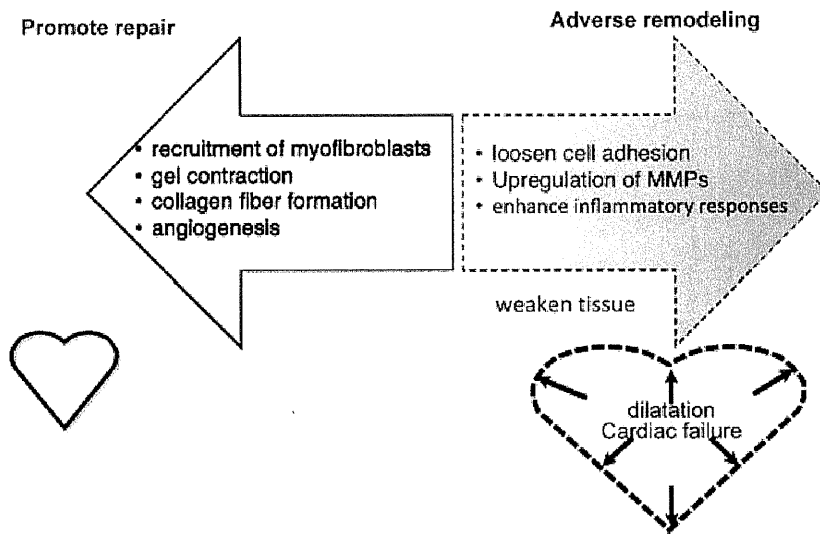 Promote repair
Adverse remodeling
• recruitment of myofibroblasts
• gel contraction
• collagen fiber formation
• angiogenesis
• loosen cell adhesion
• Upregulation of MMPs
• enhance inflammatory responses
weaken tissue
dilatation
Cardiac failure